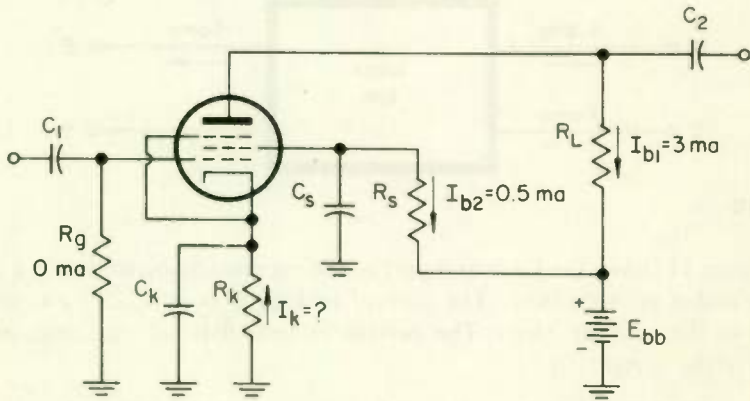 C2
C1
RL
Ib1=3 ma
Cs
Rs
Ib2=0.5 ma
Rg
0 ma
Ck
Rk
Ik=?
+
-
Ebb